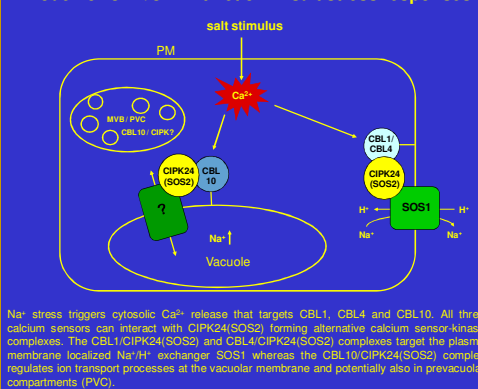 salt stimulus
PM
Ca²⁺
MVB / PVC
CBL10 / CIPK?
CBL1/
CBL4
CIPK24
(SOS2)
CBL
10
CIPK24
(SOS2)
?
SOS1
H⁺
H⁺
Na⁺
Na⁺
Na⁺
Vacuole
Na⁺ stress triggers cytosolic Ca²⁺ release that targets CBL1, CBL4 and CBL10. All thre
calcium sensors can interact with CIPK24(SOS2) forming alternative calcium sensor-kinas
complexes. The CBL1/CIPK24(SOS2) and CBL4/CIPK24(SOS2) complexes target the plasm
membrane localized Na⁺/H⁺ exchanger SOS1 whereas the CBL10/CIPK24(SOS2) comple
regulates ion transport processes at the vacuolar membrane and potentially also in prevacuola
compartments (PVC).